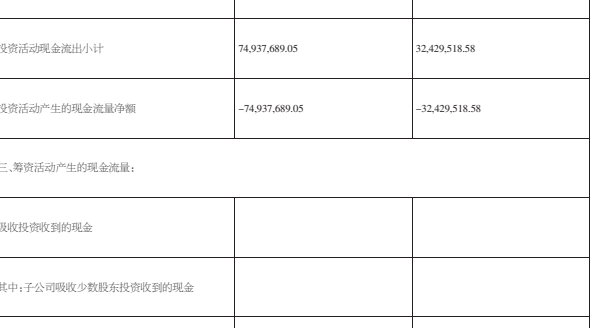 投资活动现金流出小计 74,937,689.05 32,429,518.58
投资活动产生的现金流量净额 –74,937,689.05 –32,429,518.58
三、筹资活动产生的现金流量：
吸收投资收到的现金
其中：子公司吸收少数股东投资收到的现金